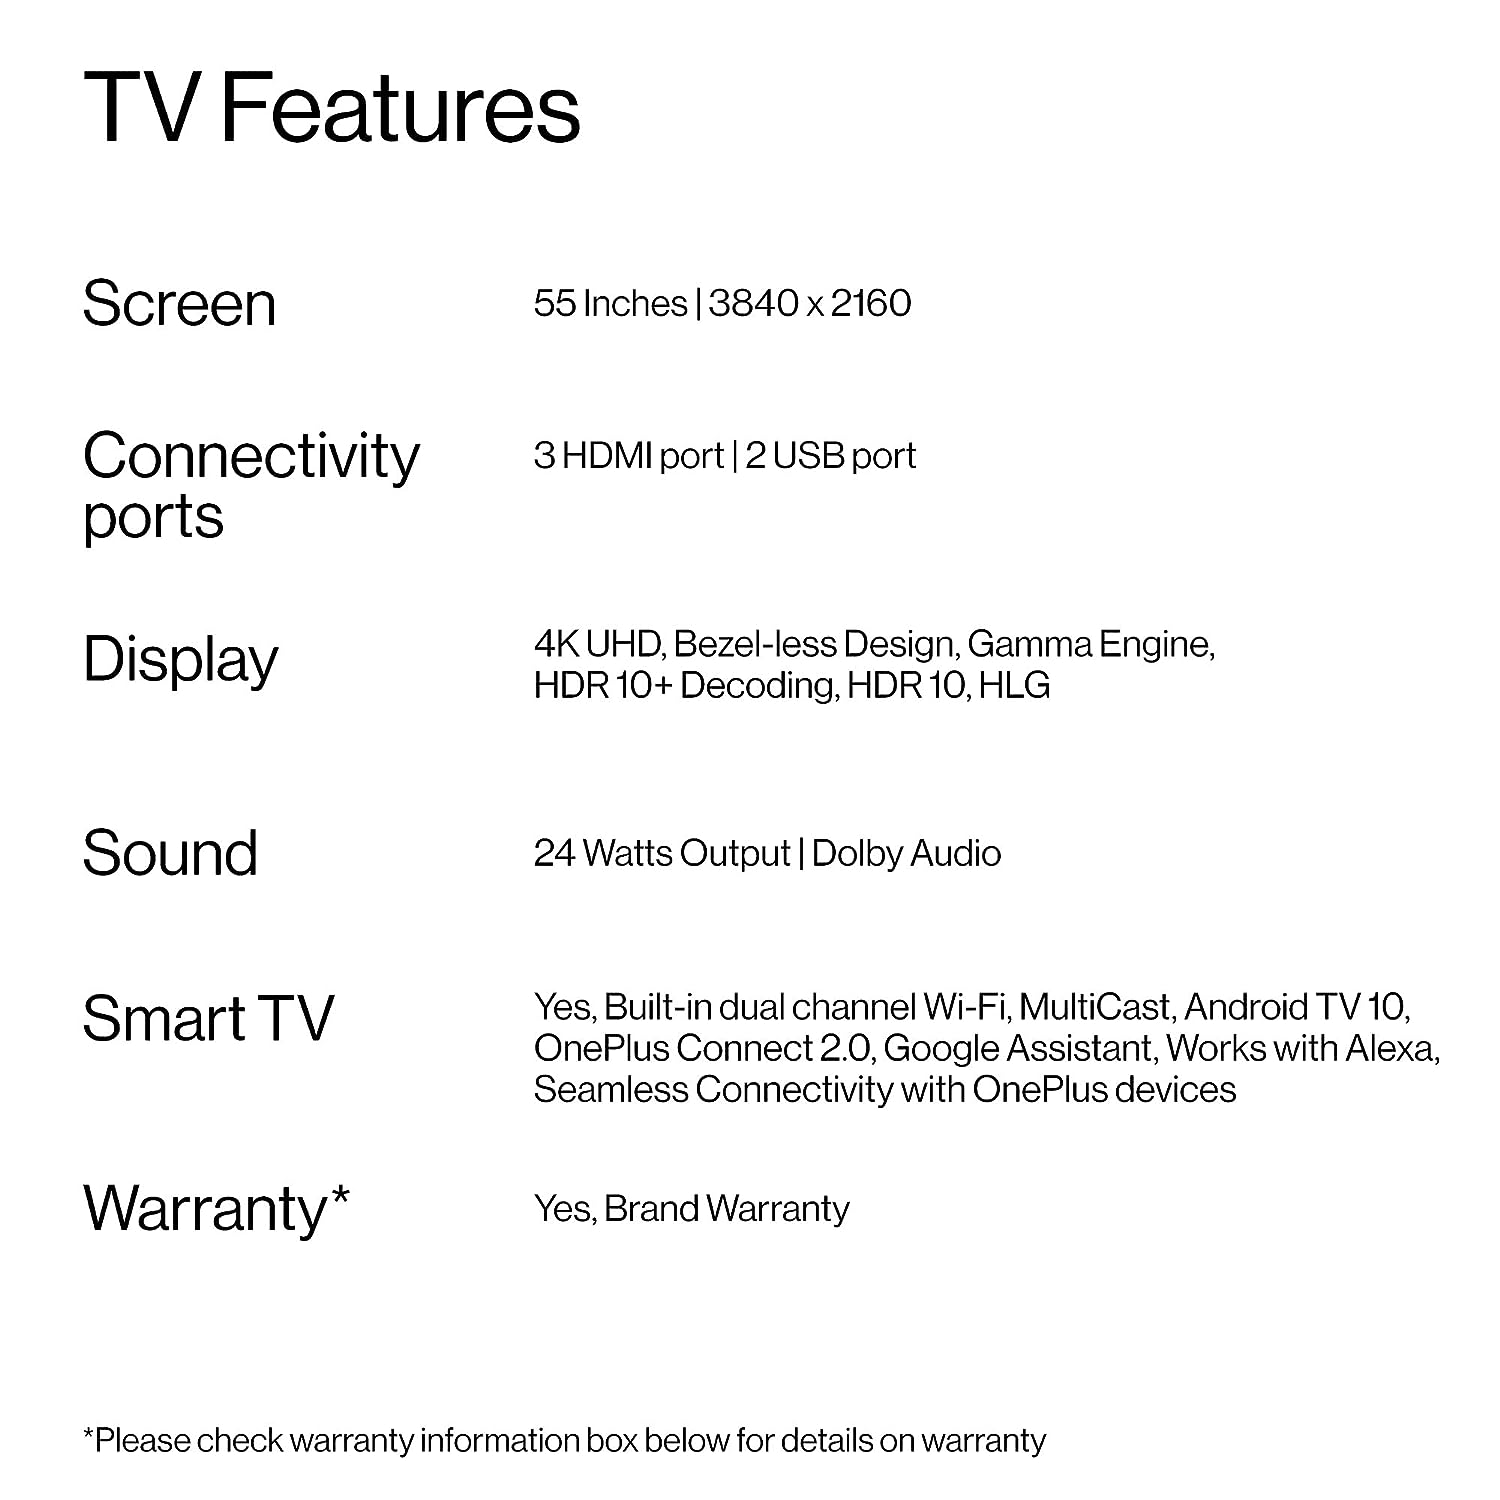 TV Features
Screen
55 Inches | 3840 x 2160
Connectivity
ports
3 HDMI port | 2 USB port
Display
4K UHD, Bezel-less Design, Gamma Engine,
HDR 10+ Decoding, HDR 10, HLG
Sound
24 Watts Output | Dolby Audio
Smart TV
Yes, Built-in dual channel Wi-Fi, MultiCast, Android TV 10,
OnePlus Connect 2.0, Google Assistant, Works with Alexa,
Seamless Connectivity with OnePlus devices
Warranty*
Yes, Brand Warranty
*Please check warranty information box below for details on warranty